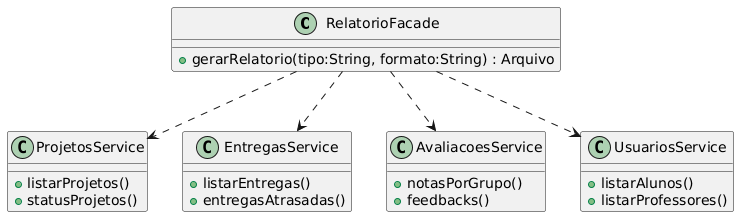 C RelatorioFacade
gerarRelatorio(tipo:String, formato:String) : Arquivo
C ProjetosService
listarProjetos()
statusProjetos()
C EntregasService
listarEntregas()
entregasAtrasadas()
C AvaliacoesService
notasPorGrupo()
feedbacks()
C UsuariosService
listarAlunos()
listarProfessores()